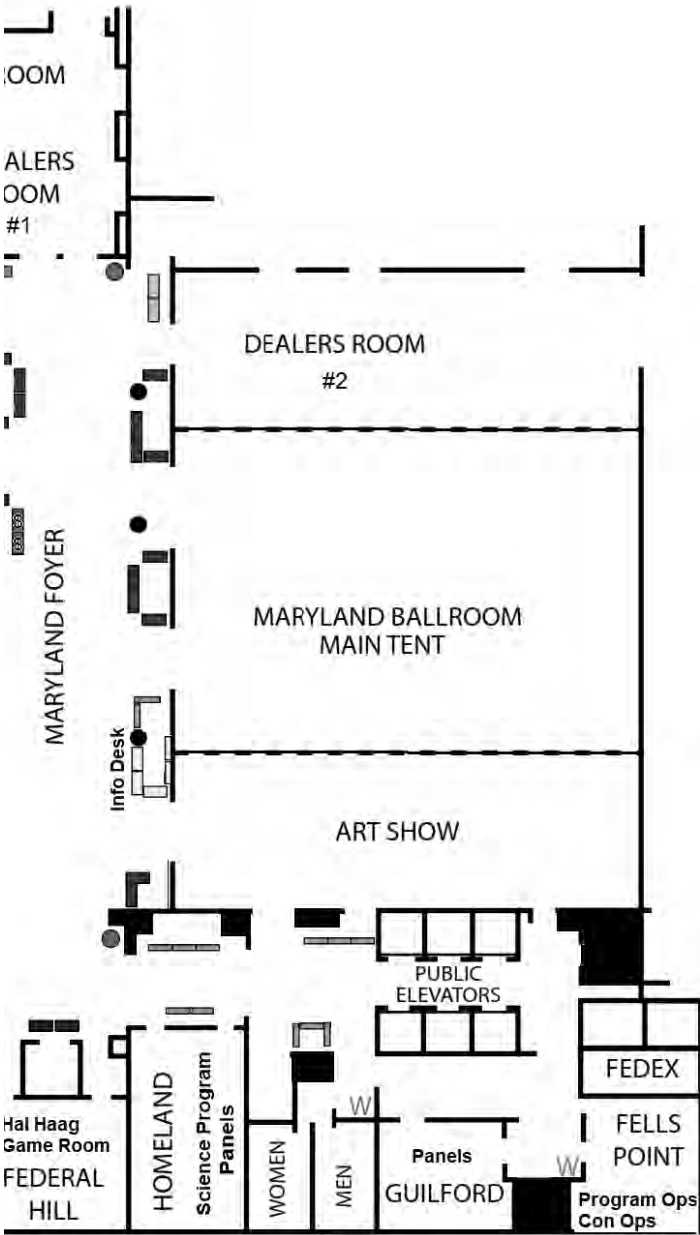 OOM
ALERS
OOM
#1
DEALERS ROOM
#2
MARYLAND FOYER
MARYLAND BALLROOM
MAIN TENT
Info Desk
ART SHOW
PUBLIC
ELEVATORS
FEDEX
Hal Haag
Game Room
FEDERAL
HILL
HOMELAND
Science Program
Panels
WOMEN
MEN
W
Panels
GUILFORD
W
FELLS
POINT
Program Ops
Con Ops